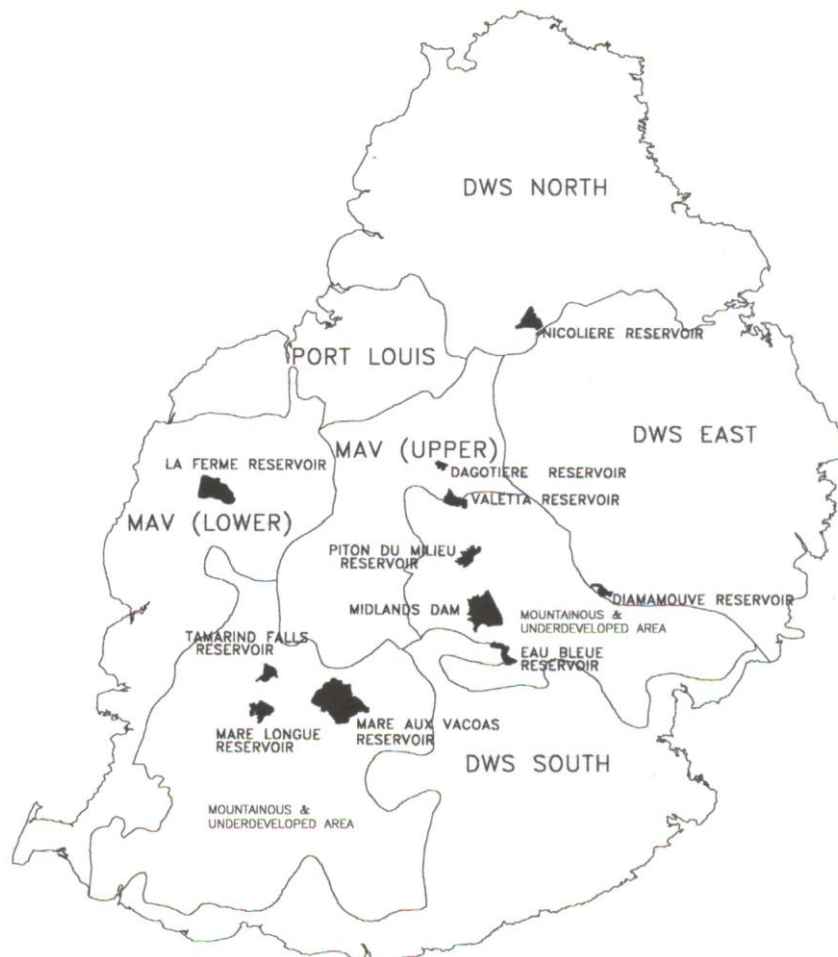 DWS NORTH
NICOLIERE RESERVOIR
PORT LOUIS
DWS EAST
MAV (UPPER)
LA FERME RESERVOIR
DAGOTIERE RESERVOIR
VALETTA RESERVOIR
MAV (LOWER)
PITON DU MILIEU
RESERVOIR
DIAMAMOUVE RESERVOIR
MIDLANDS DAM
MOUNTAINOUS &
UNDERDEVELOPED AREA
TAMARIND FALLS
RESERVOIR
EAU BLEUE
RESERVOIR
MARE LONGUE
RESERVOIR
MARE AUX VACOAS
RESERVOIR
DWS SOUTH
MOUNTAINOUS &
UNDERDEVELOPED AREA